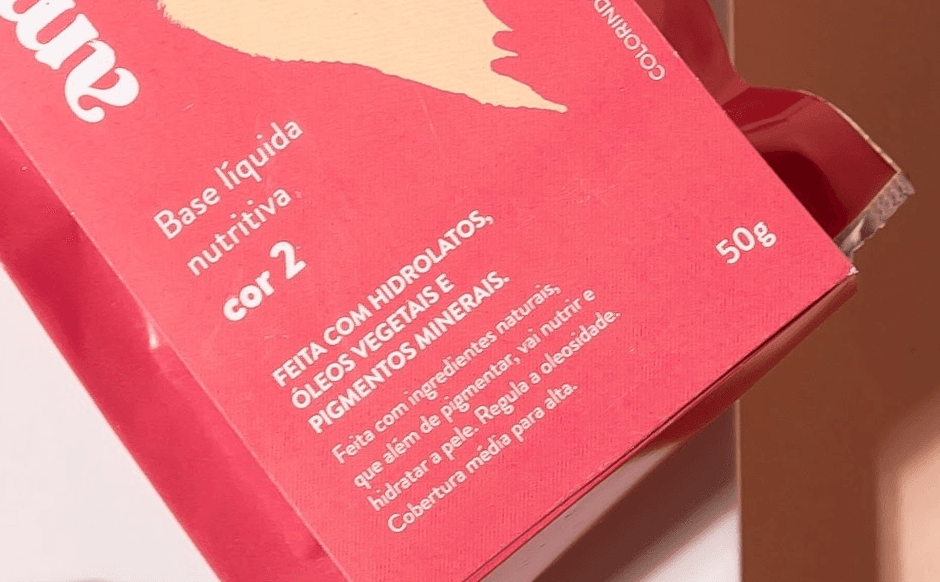 Base líquida
nutritiva
cor 2
FEITA COM HIDROLATOS,
ÓLEOS VEGETAIS E
PIGMENTOS MINERAIS.
Feita com ingredientes naturais,
que além de pigmentar, vai nutrir e
hidratar a pele. Regula a oleosidade.
Cobertura média para alta.
50g